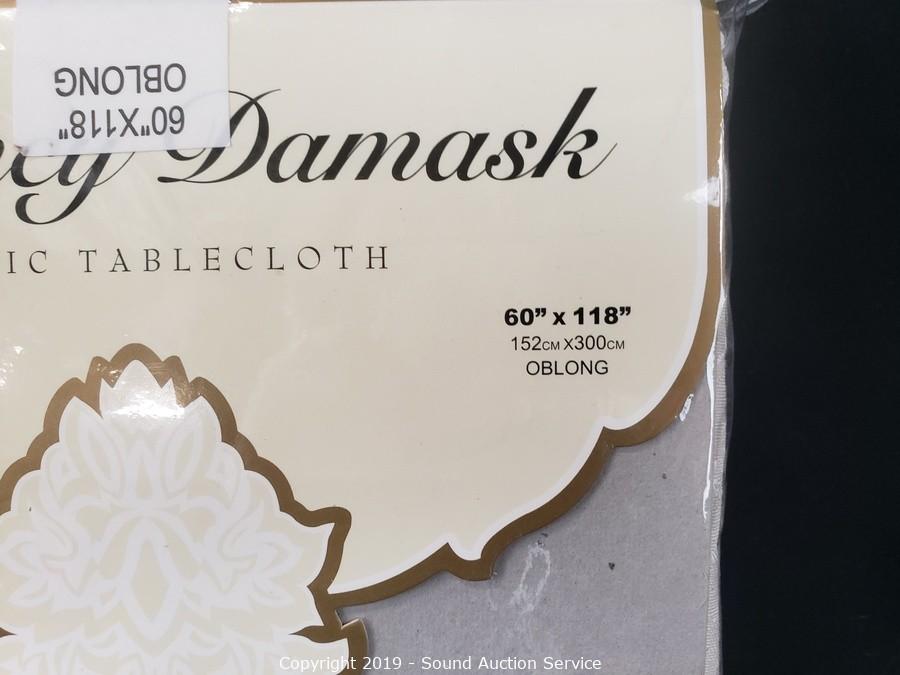 60"X118"
OBLONG
Damask
IC TABLECLOTH
60” x 118”
152CM X300CM
OBLONG
Copyright 2019 - Sound Auction Service